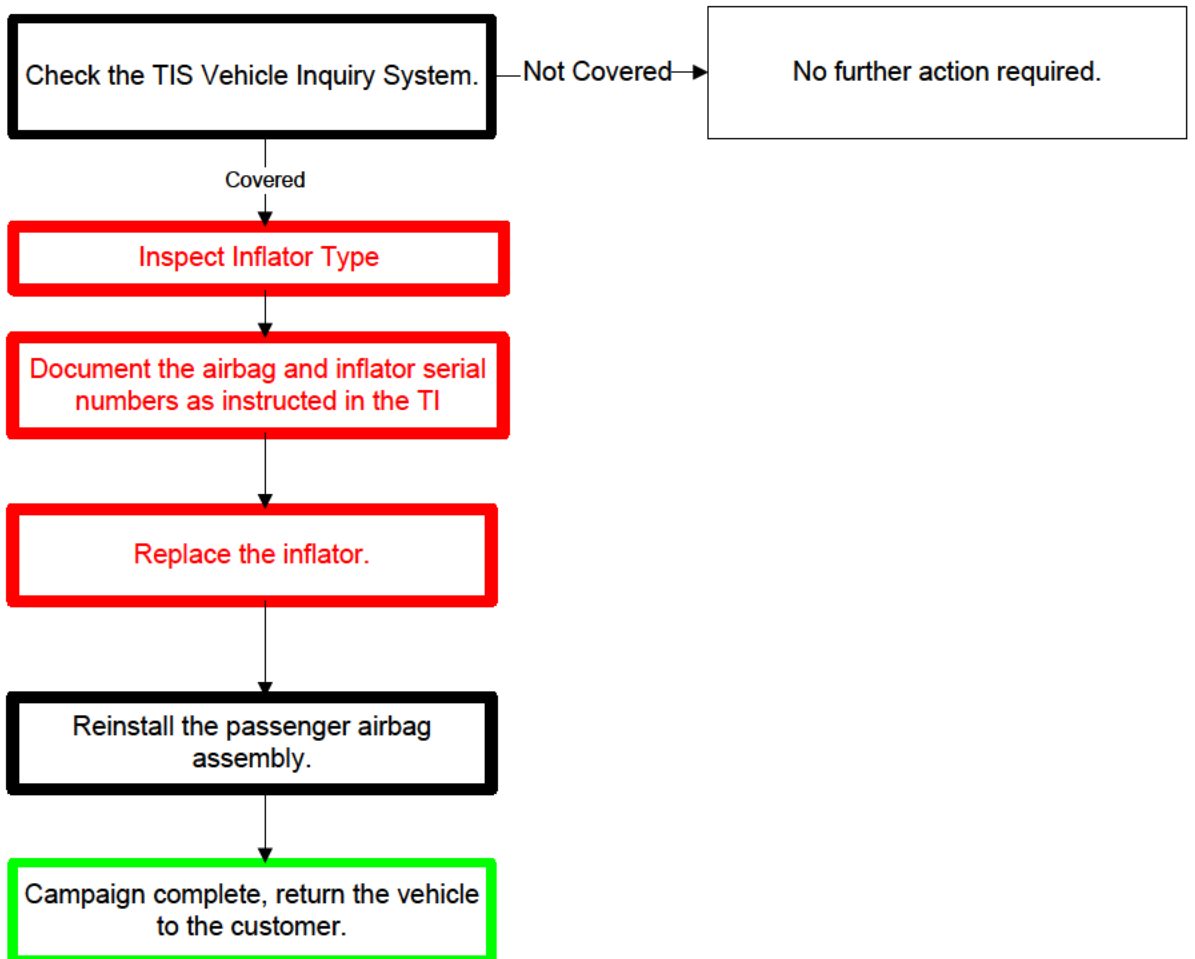 Check the TIS Vehicle Inquiry System.
Not Covered
No further action required.
Covered
Inspect Inflator Type
Document the airbag and inflator serial
numbers as instructed in the TI
Replace the inflator.
Reinstall the passenger airbag
assembly.
Campaign complete, return the vehicle
to the customer.